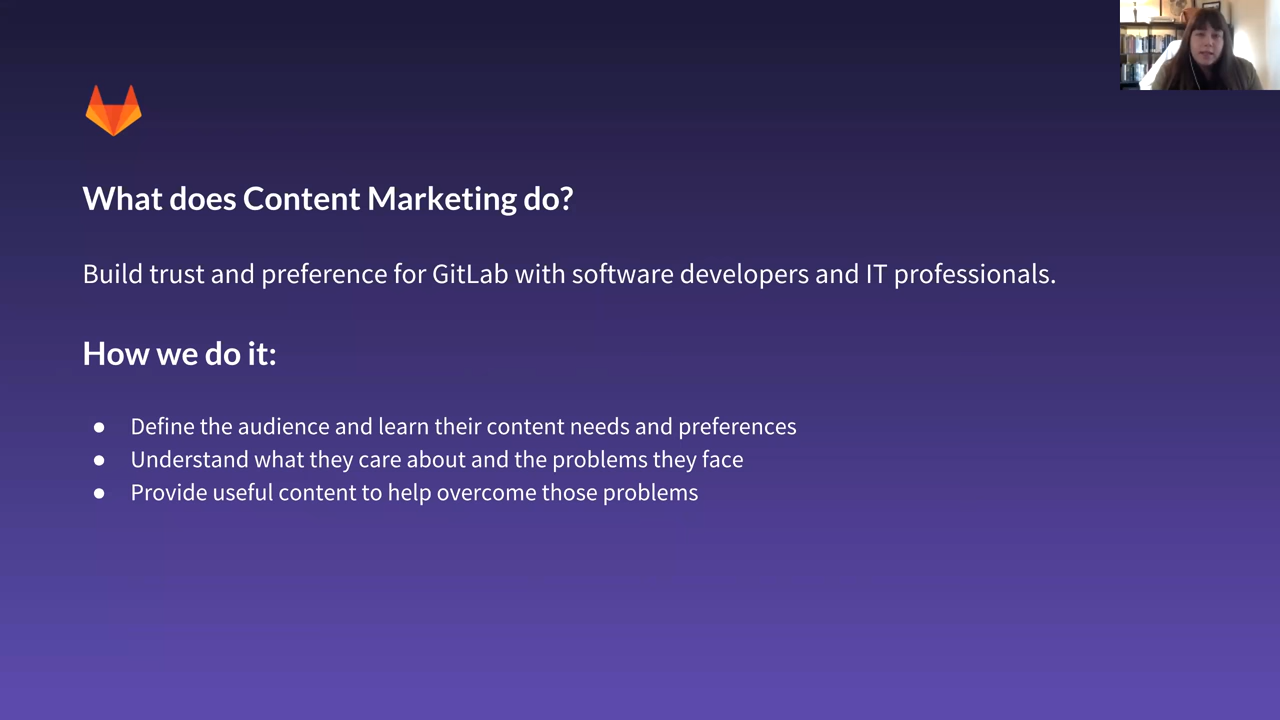 What does Content Marketing do?
Build trust and preference for GitLab with software developers and IT professionals.
How we do it:
● Define the audience and learn their content needs and preferences
● Understand what they care about and the problems they face
● Provide useful content to help overcome those problems